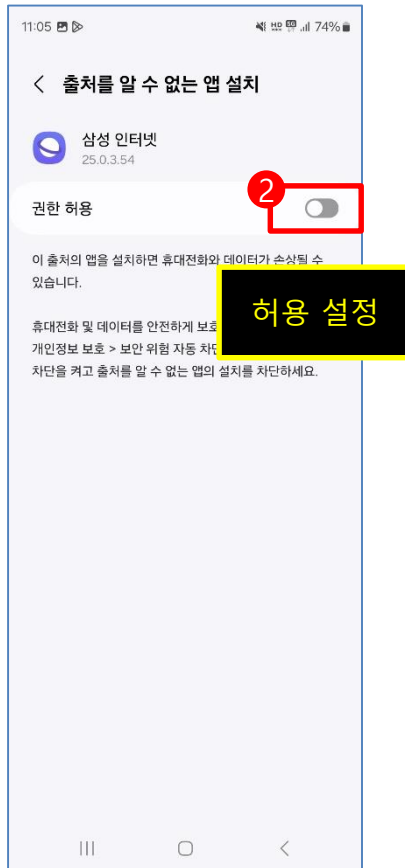 11:05 74%
출처를 알 수 없는 앱 설치
삼성 인터넷
25.0.3.54
2
권한 허용
이 출처의 앱을 설치하면 휴대전화와 데이터가 손상될 수
있습니다.
허용 설정
휴대전화 및 데이터를 안전하게 보호
개인정보 보호 > 보안 위험 자동 차단
차단을 켜고 출처를 알 수 없는 앱의 설치를 차단하세요.